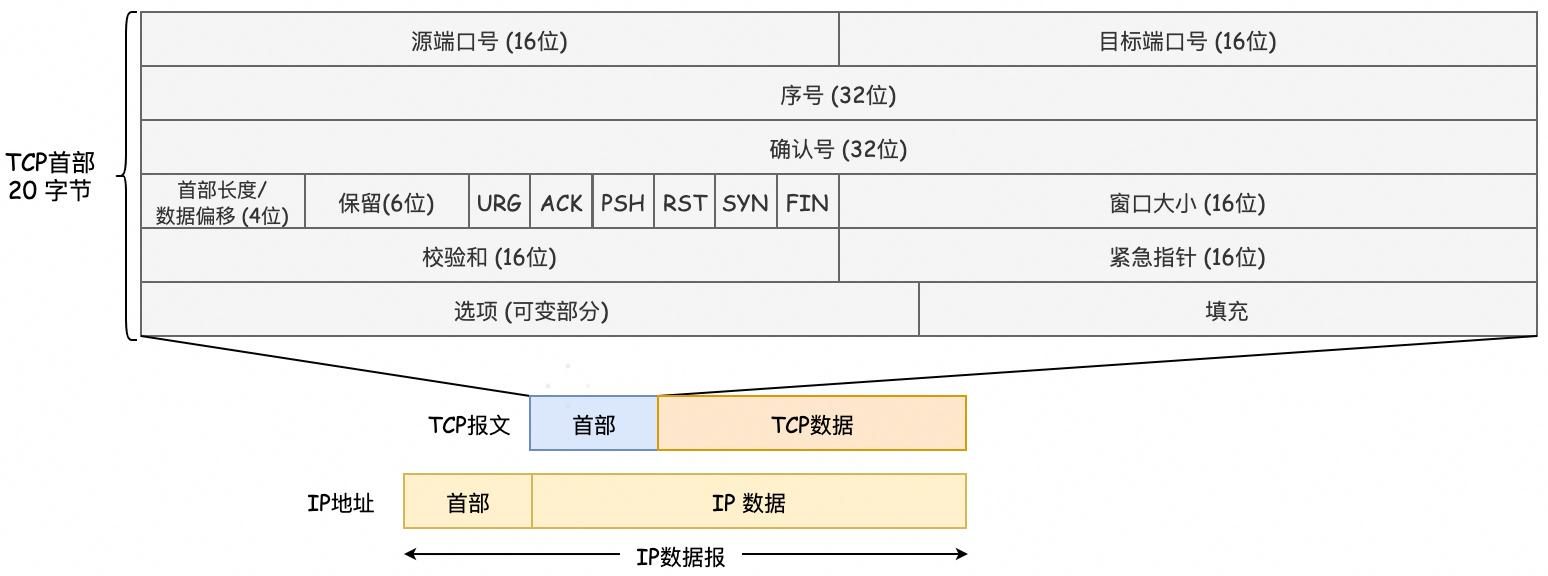 源端口号 (16位)
目标端口号 (16位)
序号 (32位)
确认号 (32位)
TCP首部
20 字节
首部长度/
数据偏移 (4位)
保留(6位)
URG
ACK
PSH
RST
SYN
FIN
窗口大小 (16位)
校验和 (16位)
紧急指针 (16位)
选项 (可变部分)
填充
TCP报文
首部
TCP数据
IP地址
首部
IP 数据
IP数据报